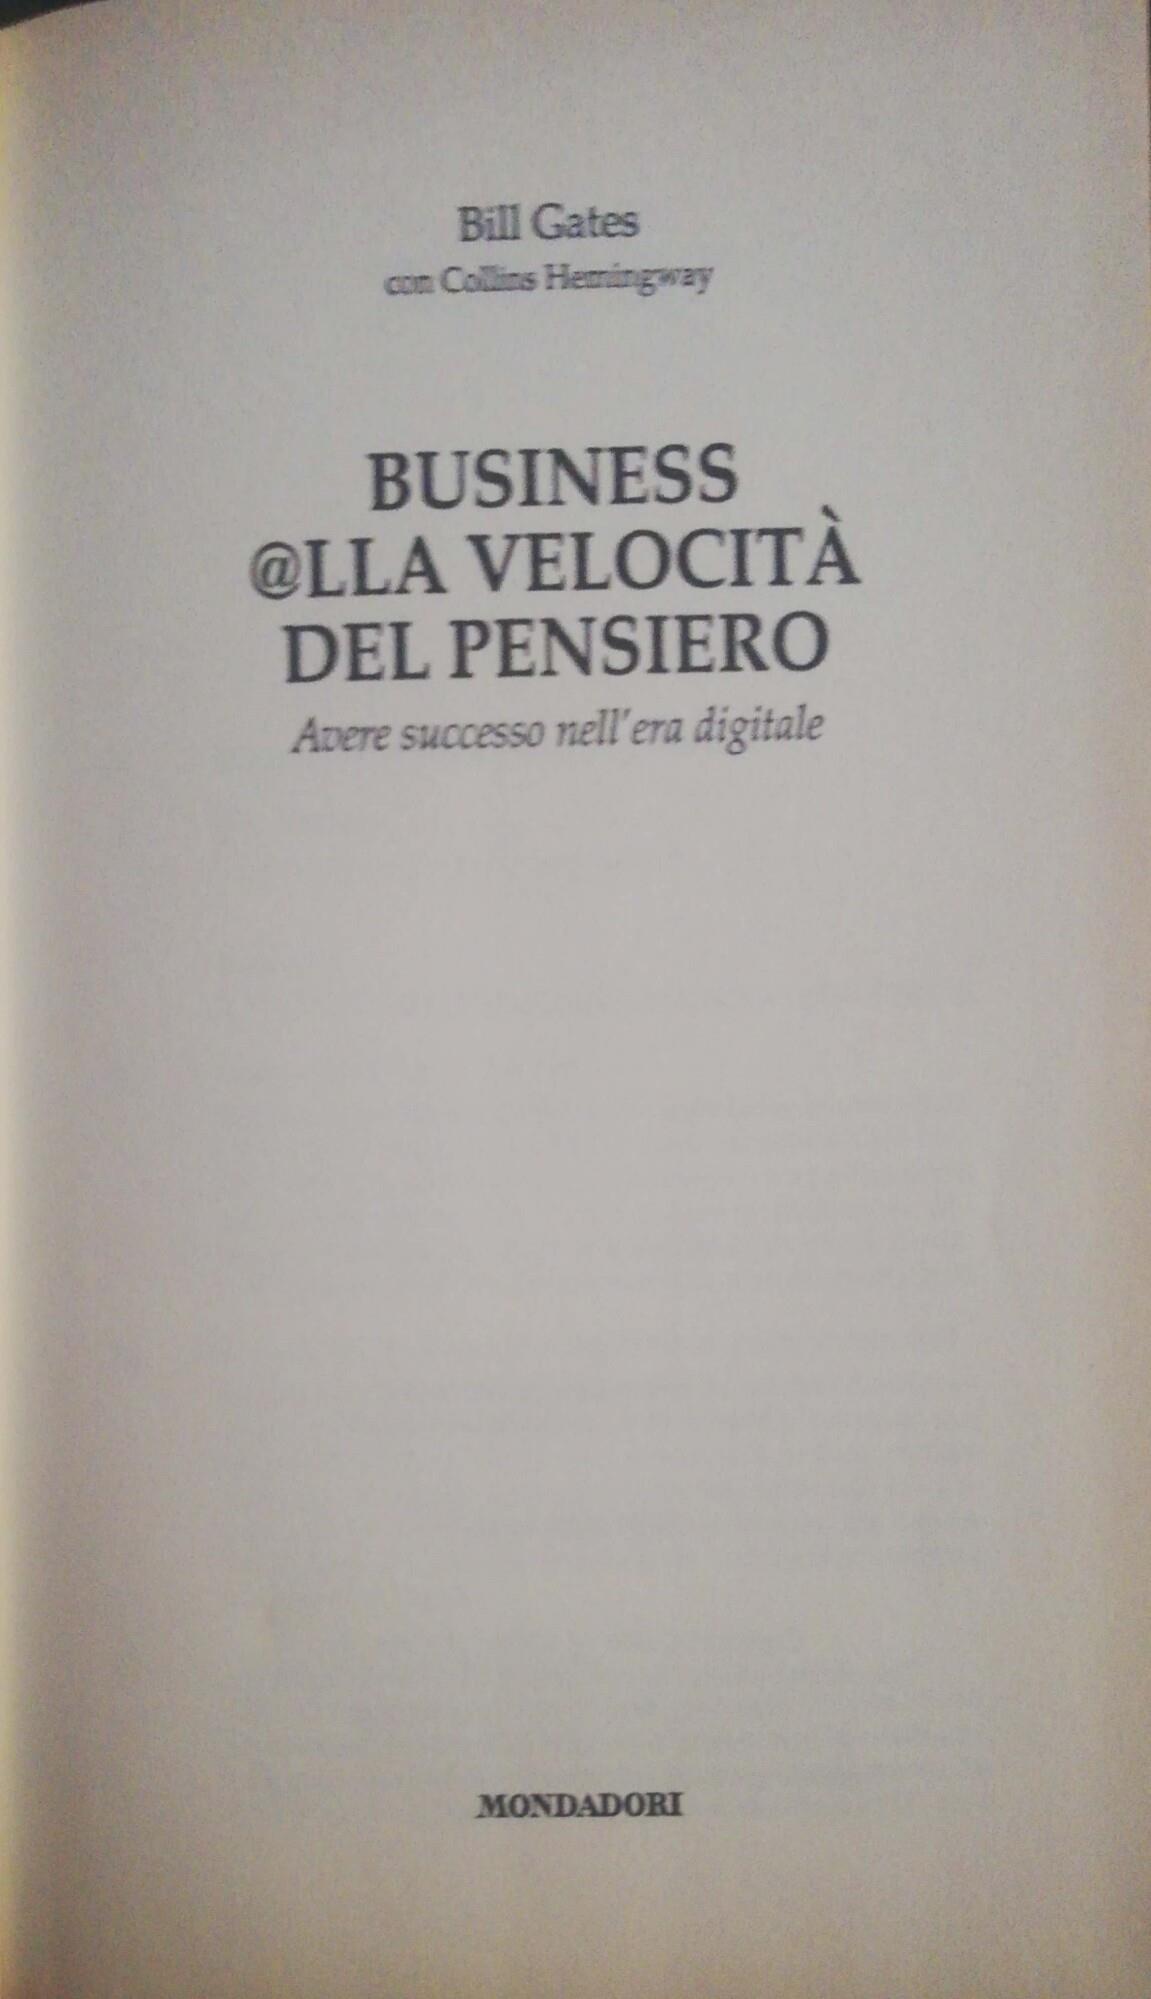 Bill Gates
con Collins Hemingway
BUSINESS
@LLA VELOCITÀ
DEL PENSIERO
Avere successo nell'era digitale
MONDADORI